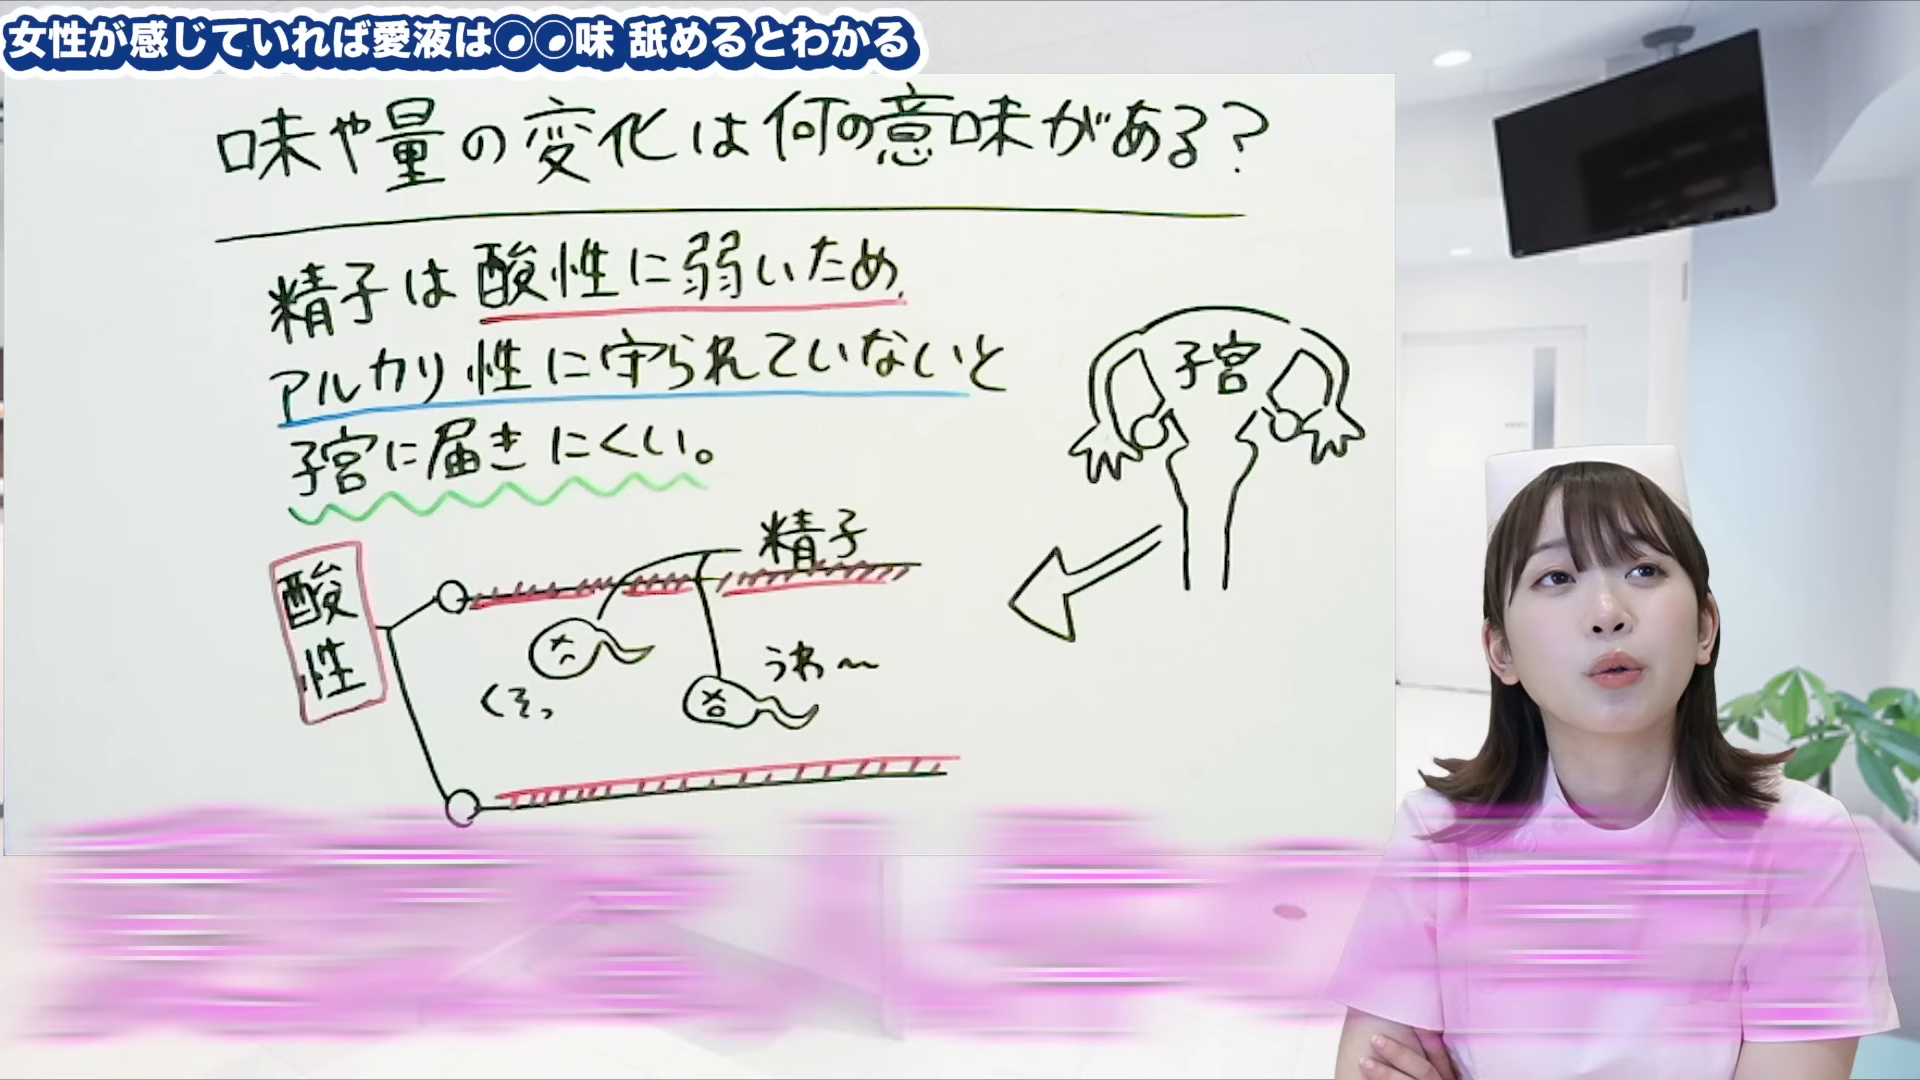 女性が感じていれば愛液は◯◯味 舐めるとわかる
味や量の変化は何の意味がある?
精子は酸性に弱いため、
アルカリ性に守られていないと
子宮に届きにくい。
子宮
精子
酸性
くそっ
うわ〜